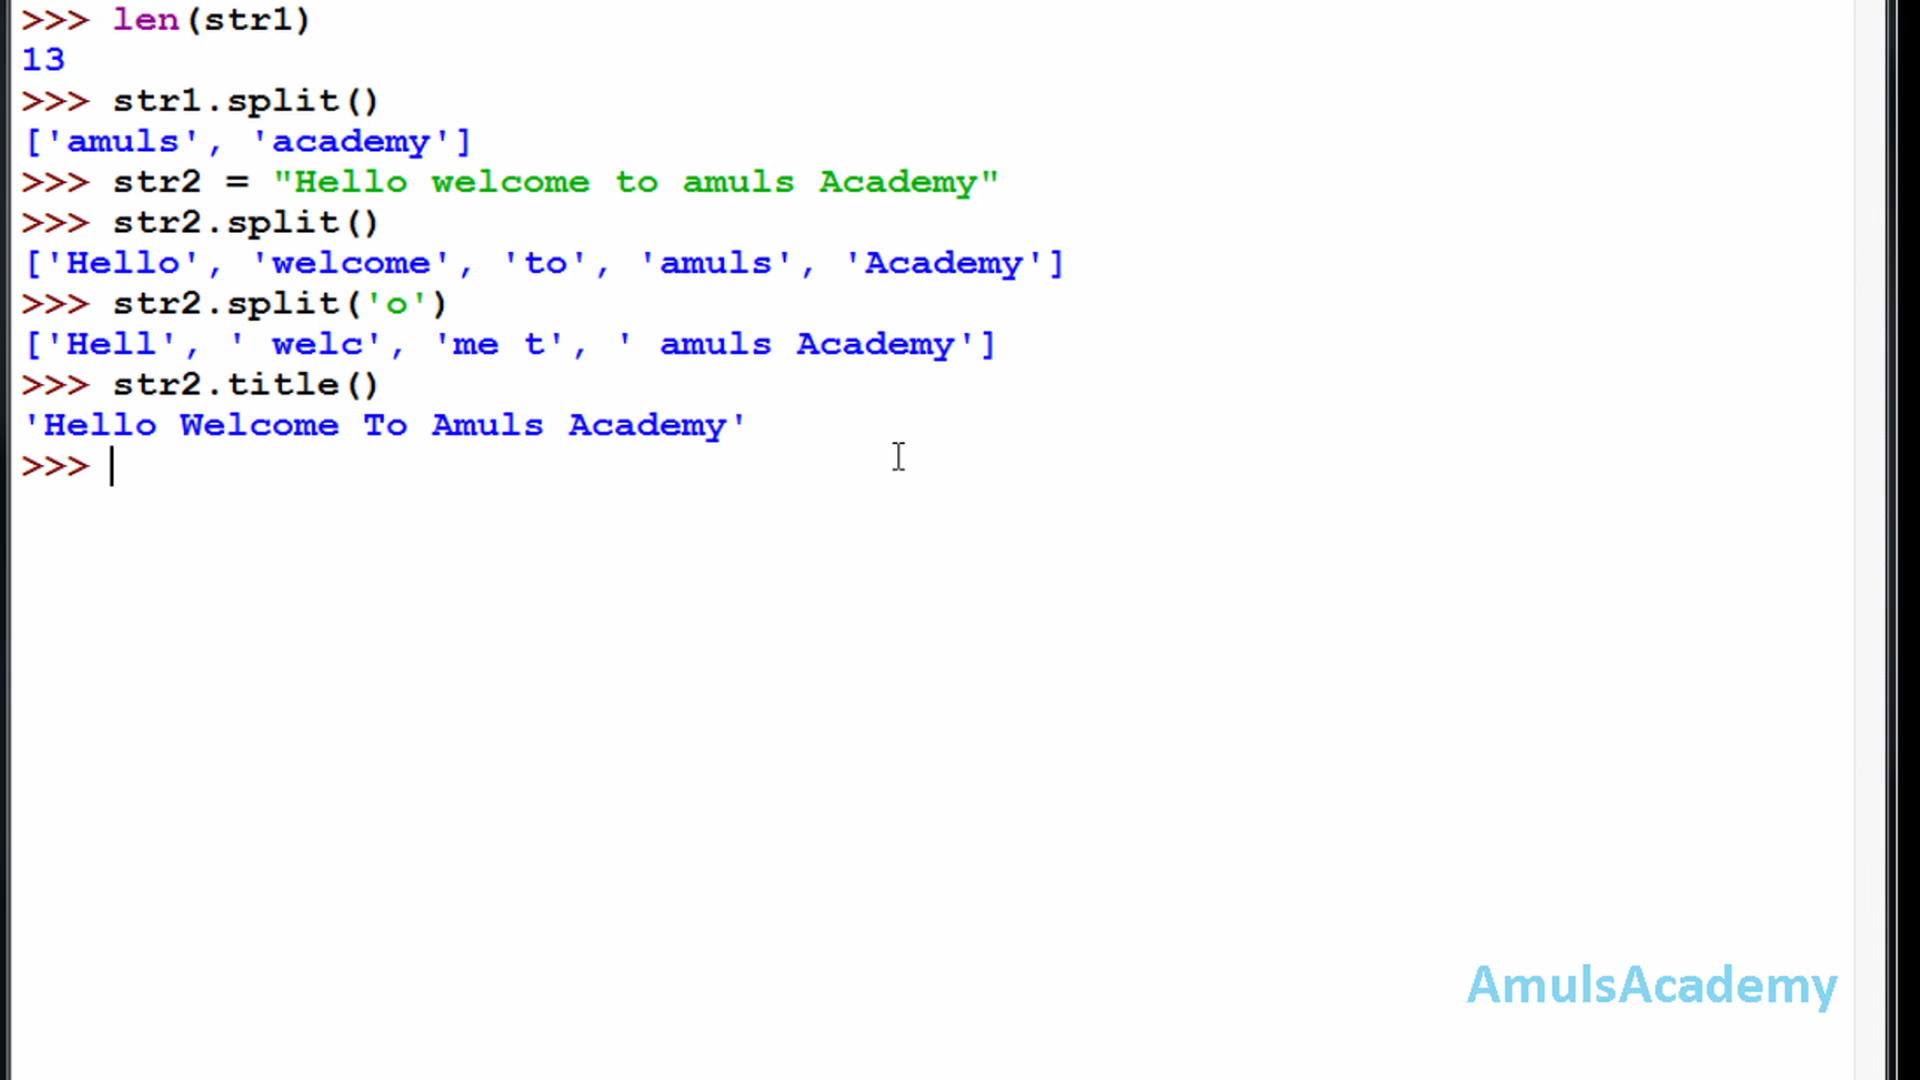 >>> len(str1)
13
>>> str1.split()
['amuls', 'academy']
>>> str2 = "Hello welcome to amuls Academy"
>>> str2.split()
['Hello', 'welcome', 'to', 'amuls', 'Academy']
>>> str2.split('o')
['Hell', ' welc', 'me t', ' amuls Academy']
>>> str2.title()
'Hello Welcome To Amuls Academy'
>>>
AmulsAcademy